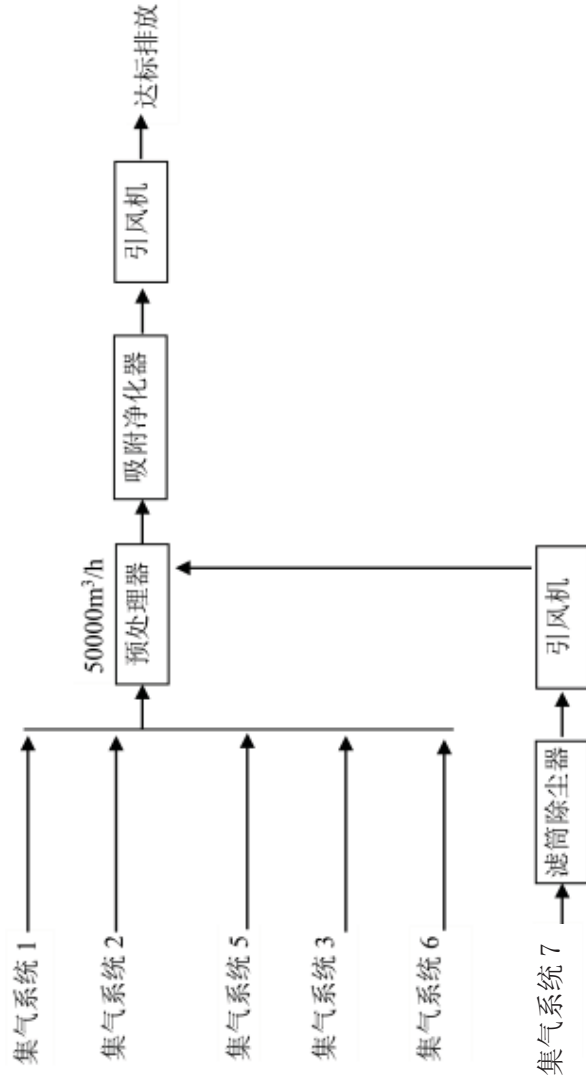 集气系统 1
集气系统 2
集气系统 5
集气系统 3
集气系统 6
50000m³/h
预处理器
吸附净化器
引风机
达标排放
集气系统 7
滤筒除尘器
引风机